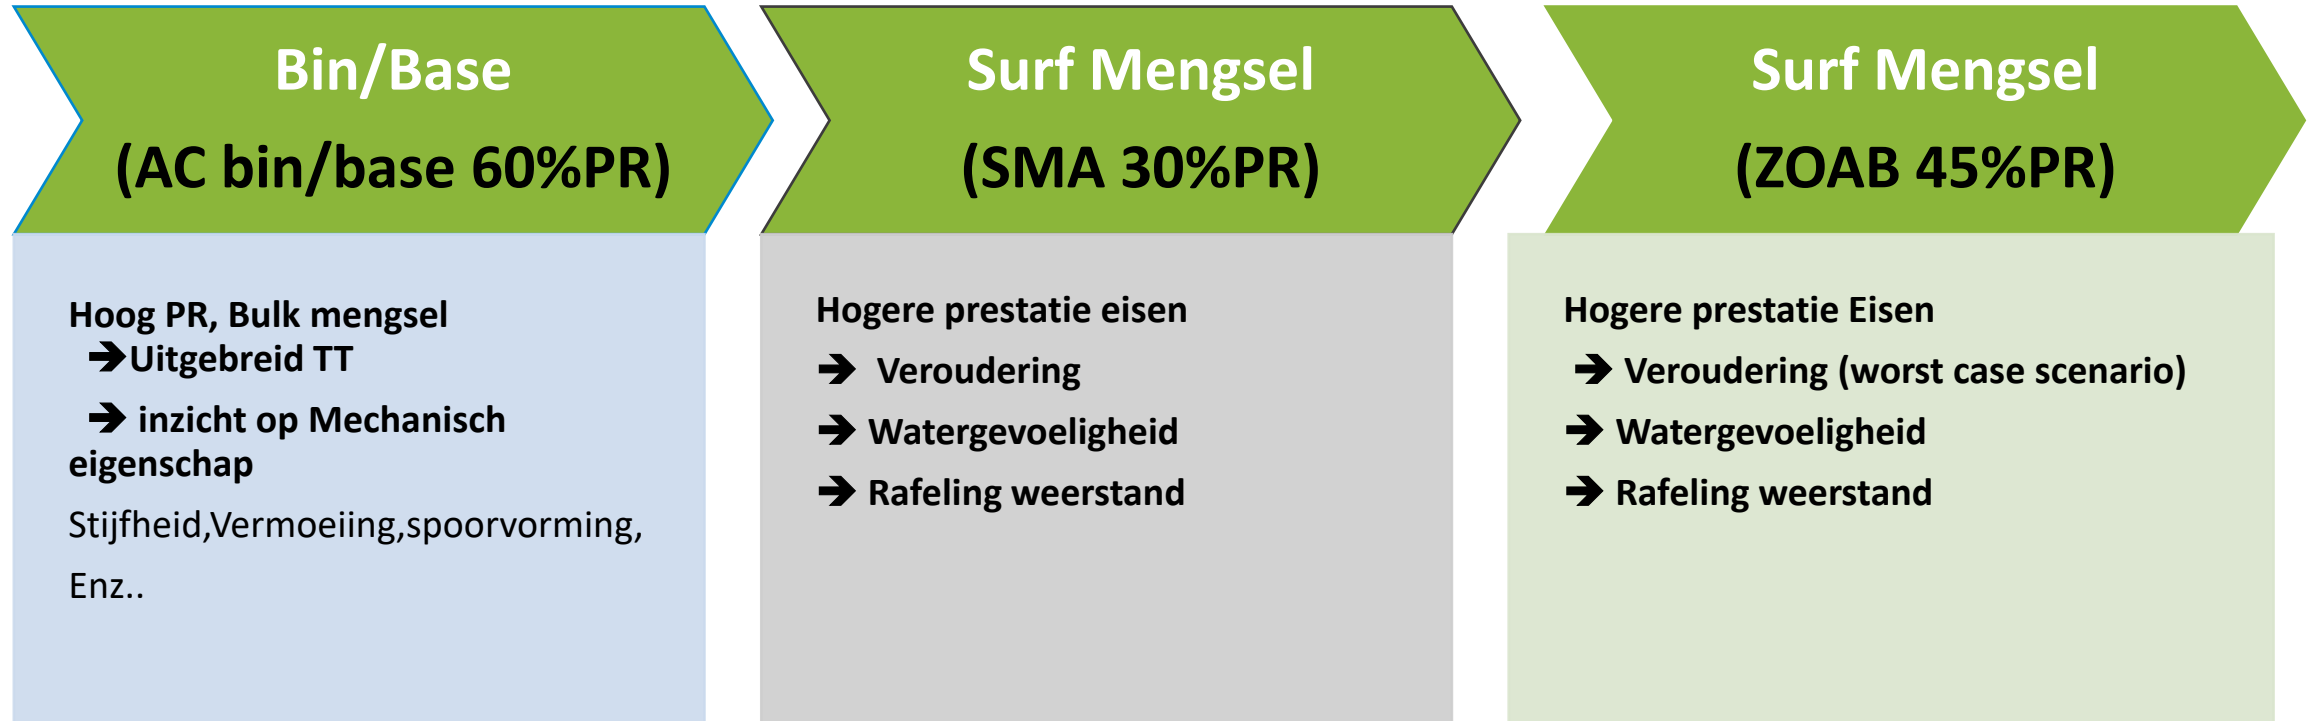 Bin/Base
(AC bin/base 60%PR)
Hoog PR, Bulk mengsel
➔Uitgebreid TT
➔ inzicht op Mechanisch
eigenschap
Stijfheid,Vermoeiing,spoorvorming,
Enz..
Surf Mengsel
(SMA 30%PR)
Hogere prestatie eisen
➔ Veroudering
➔ Watergevoeligheid
➔ Rafeling weerstand
Surf Mengsel
(ZOAB 45%PR)
Hogere prestatie Eisen
➔ Veroudering (worst case scenario)
➔ Watergevoeligheid
➔ Rafeling weerstand